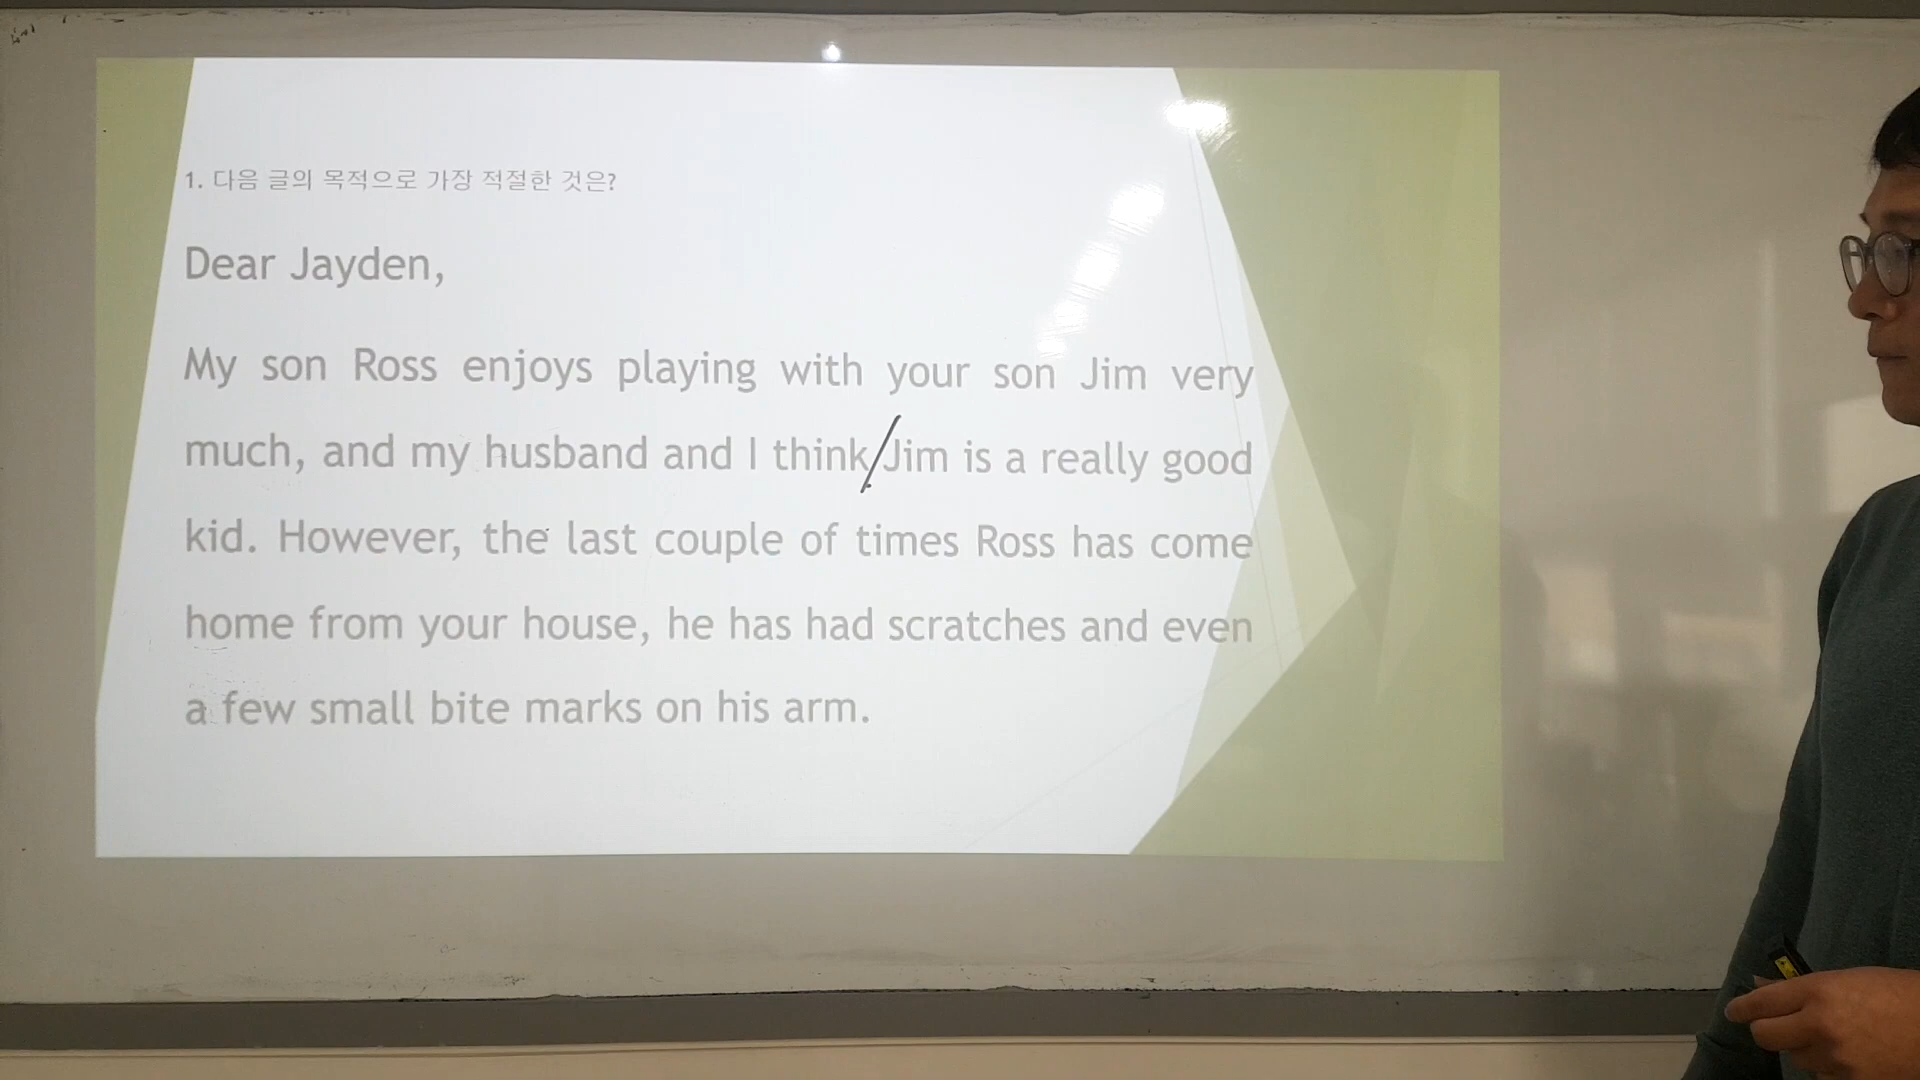 1. 다음 글의 목적으로 가장 적절한 것은?
Dear Jayden,
My son Ross enjoys playing with your son Jim very
much, and my husband and I think/Jim is a really good
kid. However, the last couple of times Ross has come
home from your house, he has had scratches and even
a few small bite marks on his arm.